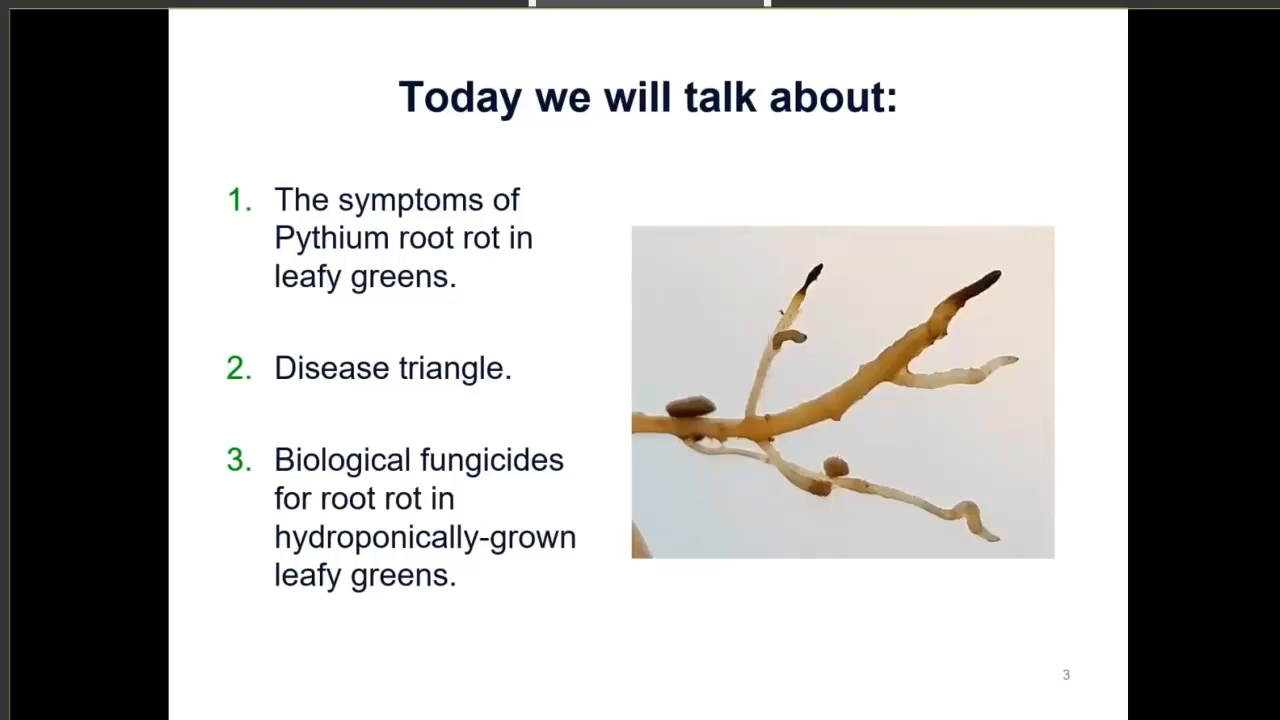 Today we will talk about:
1. The symptoms of
Pythium root rot in
leafy greens.
2. Disease triangle.
3. Biological fungicides
for root rot in
hydroponically-grown
leafy greens.
3